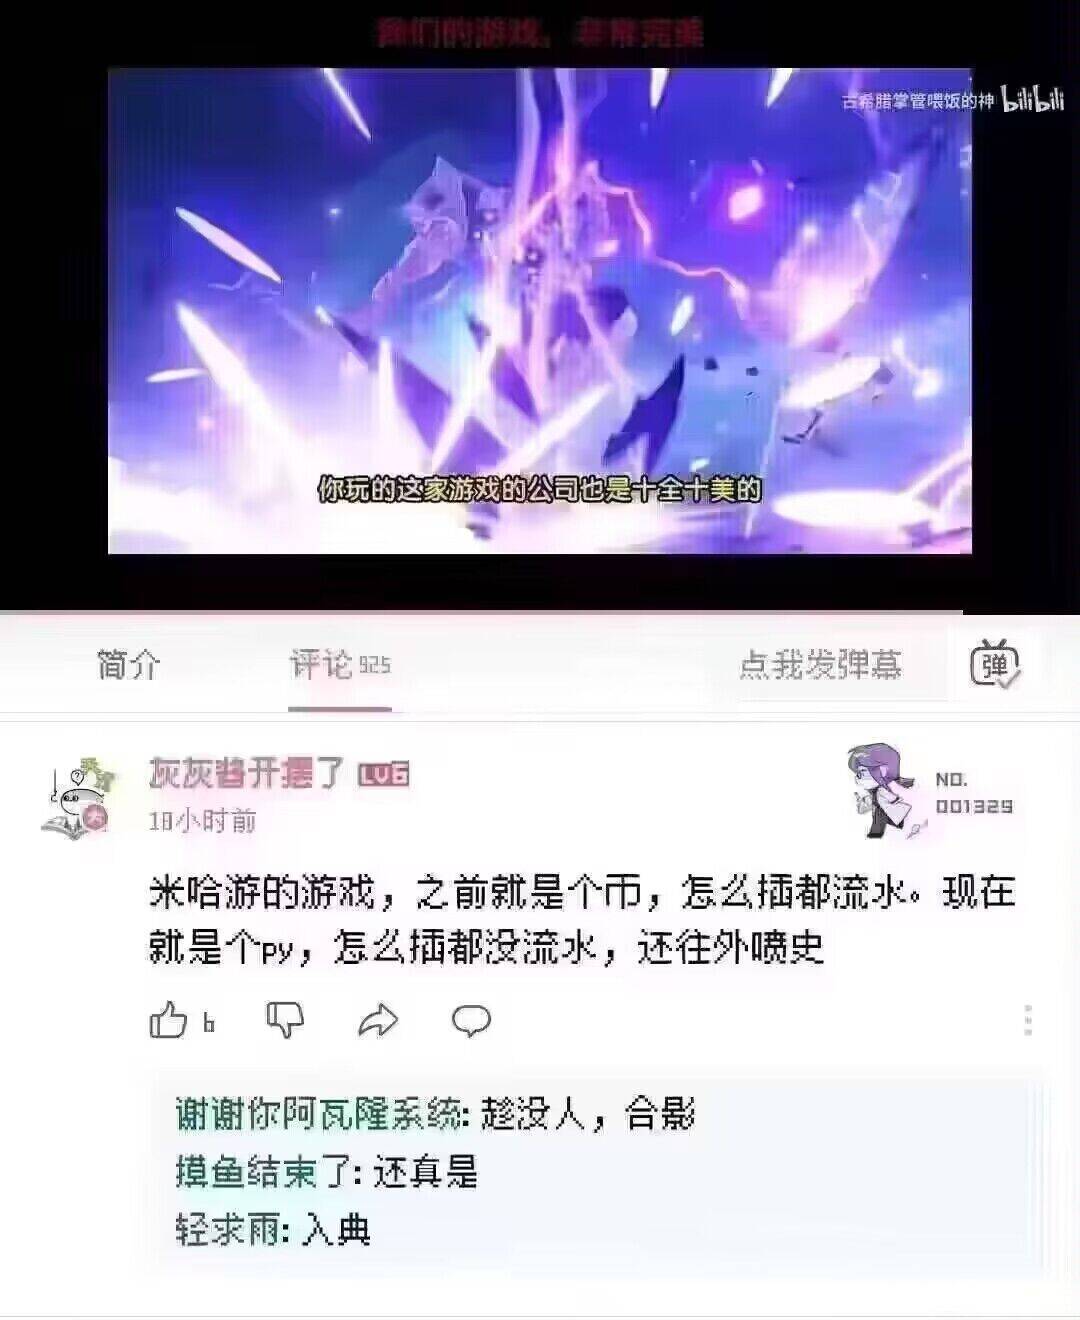 我们的游戏，非常完美
古希腊掌管喂饭的神 bilibili
你玩的这家游戏的公司也是十全十美的
简介
评论 925
点我发弹幕
弹
灰灰酱开摆了 LV6
18小时前
NO.
001329
米哈游的游戏，之前就是个币，怎么插都流水。现在
就是个py，怎么插都没流水，还往外喷史
6
谢谢你阿瓦隆系统: 趁没人，合影
摸鱼结束了: 还真是
轻求雨: 入典